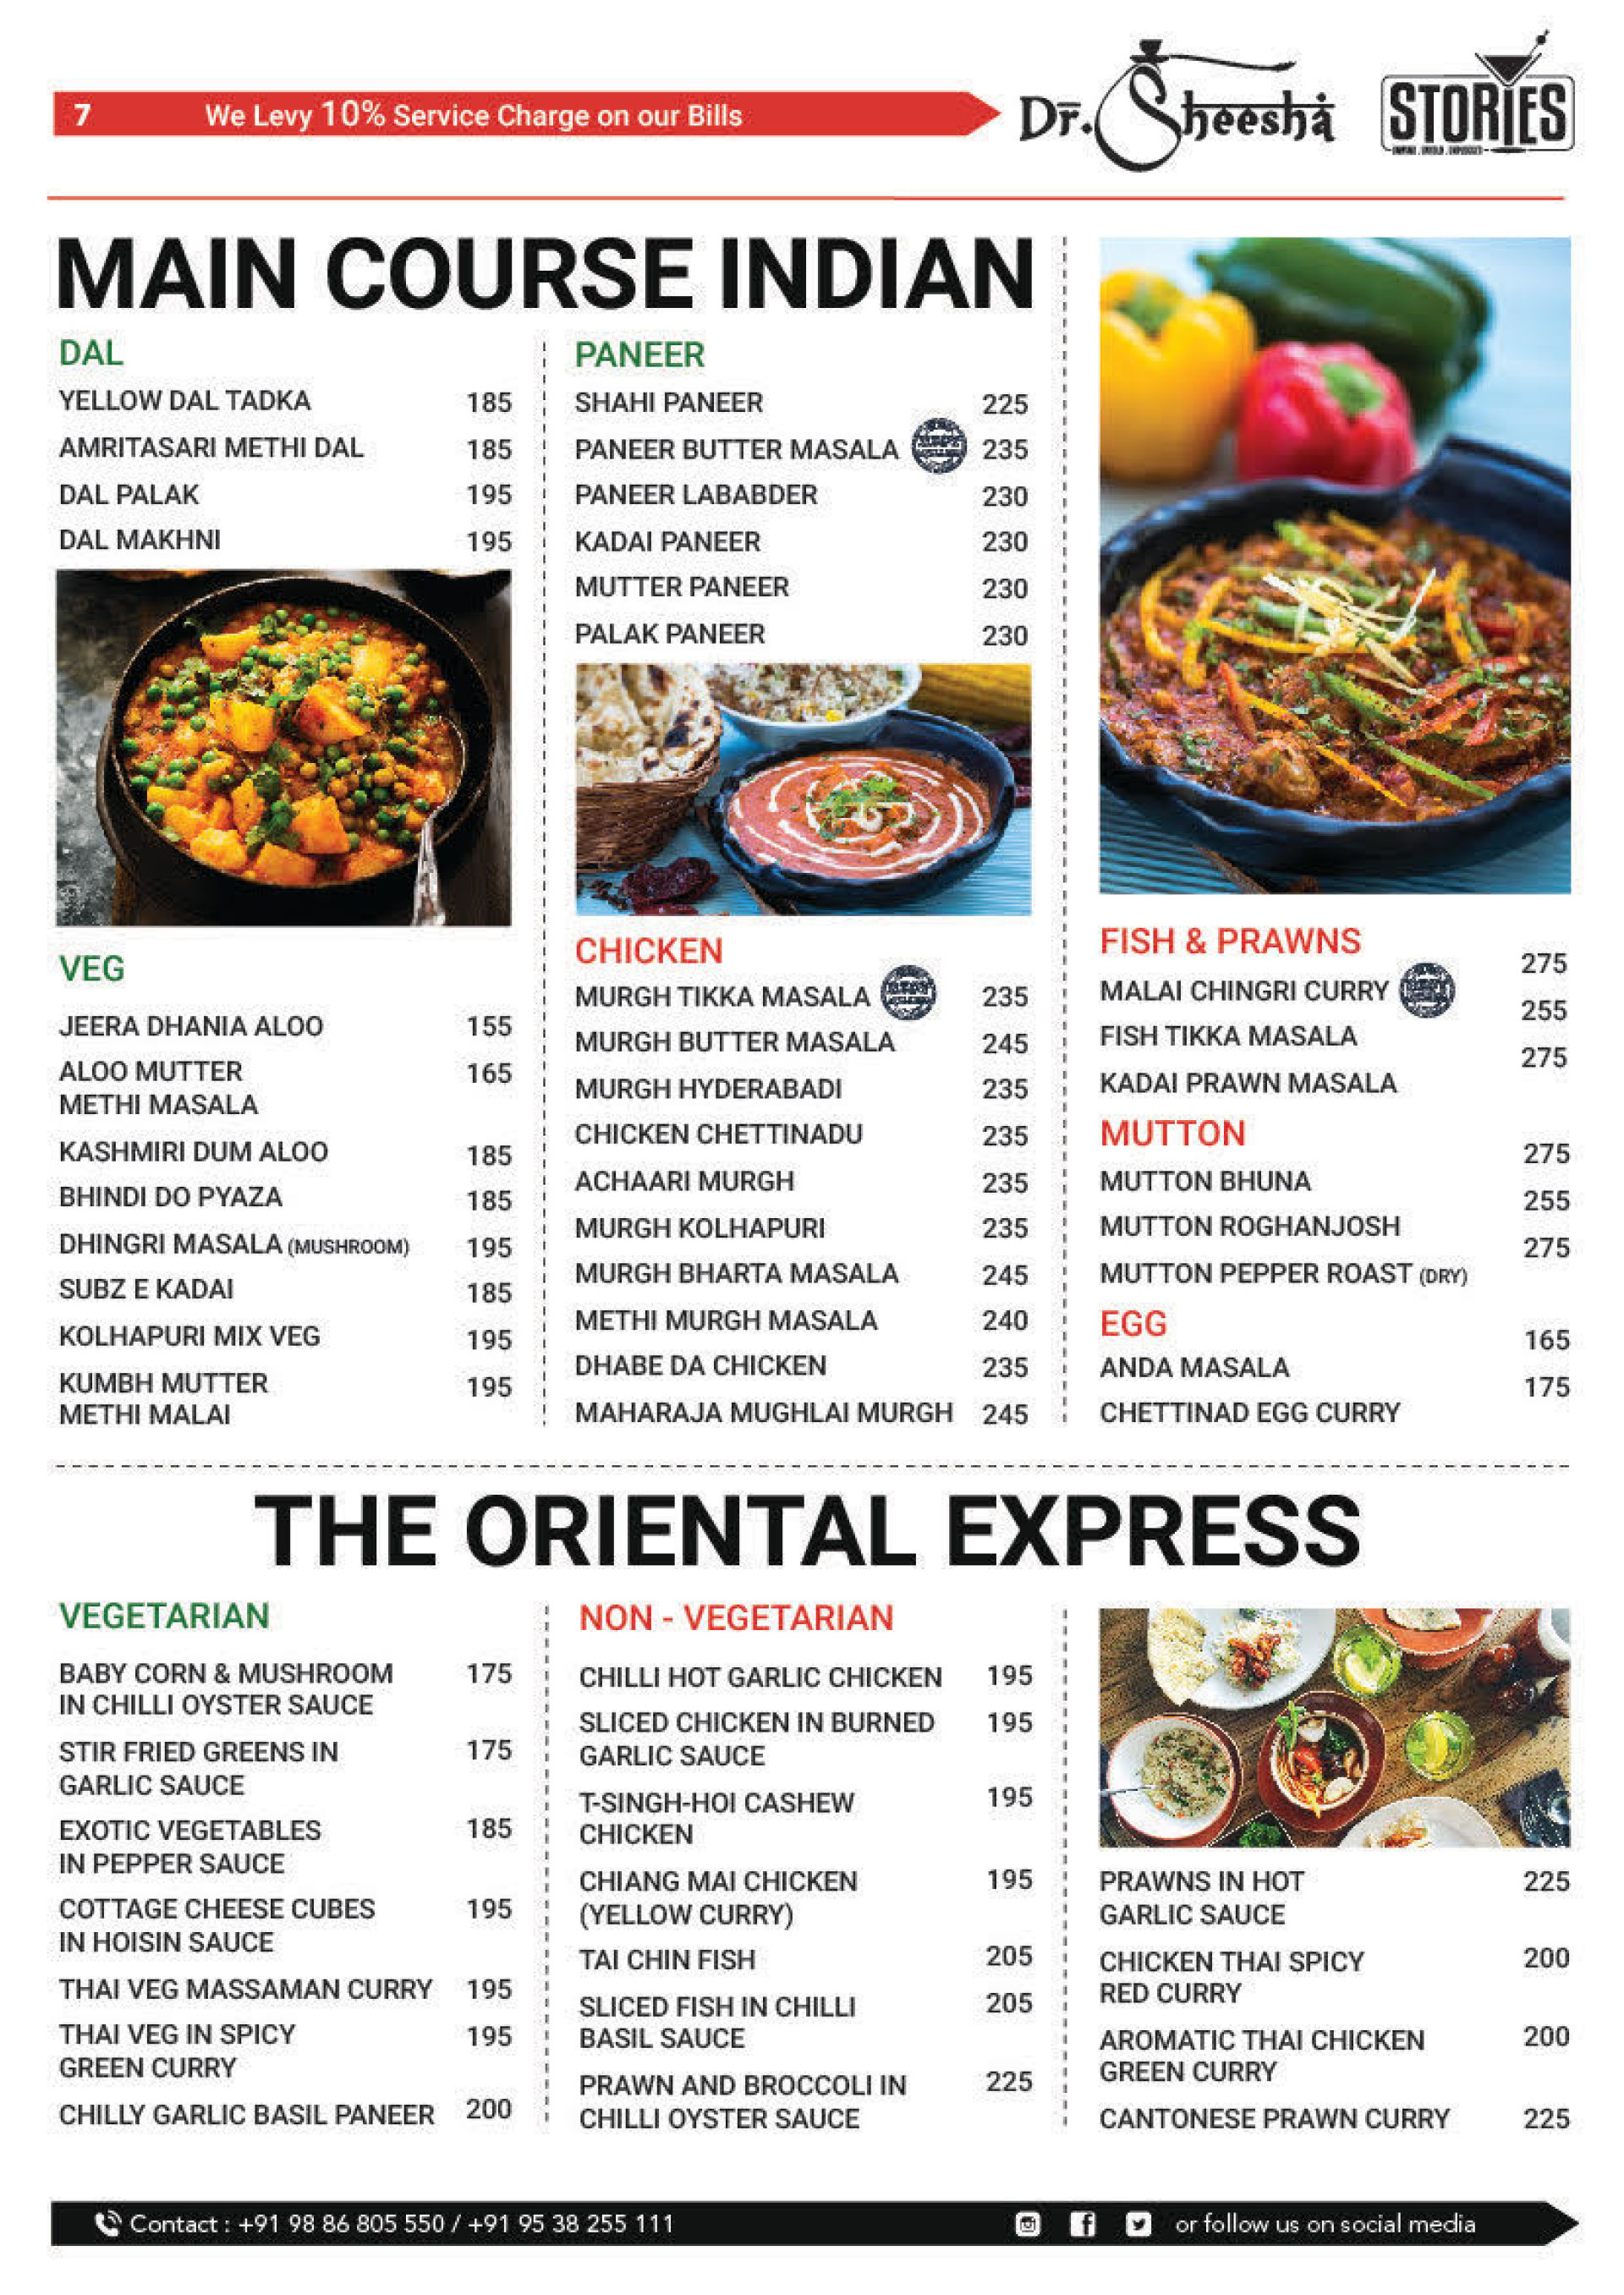 7 We Levy 10% Service Charge on our Bills
Dr. Sheesha
STORIES
MAIN COURSE INDIAN
DAL
YELLOW DAL TADKA 185
AMRITASARI METHI DAL 185
DAL PALAK 195
DAL MAKHNI 195
VEG
JEERA DHANIA ALOO 155
ALOO MUTTER 165
METHI MASALA
KASHMIRI DUM ALOO 185
BHINDI DO PYAZA 185
DHINGRI MASALA (MUSHROOM) 195
SUBZ E KADAI 185
KOLHAPURI MIX VEG 195
KUMBH MUTTER 195
METHI MALAI
PANEER
SHAHI PANEER 225
PANEER BUTTER MASALA 235
PANEER LABABDER 230
KADAI PANEER 230
MUTTER PANEER 230
PALAK PANEER 230
CHICKEN
MURGH TIKKA MASALA 235
MURGH BUTTER MASALA 245
MURGH HYDERABADI 235
CHICKEN CHETTINADU 235
ACHAARI MURGH 235
MURGH KOLHAPURI 235
MURGH BHARTA MASALA 245
METHI MURGH MASALA 240
DHABE DA CHICKEN 235
MAHARAJA MUGHLAI MURGH 245
FISH & PRAWNS
MALAI CHINGRI CURRY 275
FISH TIKKA MASALA 255
KADAI PRAWN MASALA 275
MUTTON
MUTTON BHUNA 275
MUTTON ROGHANJOSH 255
MUTTON PEPPER ROAST (DRY) 275
EGG
ANDA MASALA 165
CHETTINAD EGG CURRY 175
THE ORIENTAL EXPRESS
VEGETARIAN
BABY CORN & MUSHROOM 175
IN CHILLI OYSTER SAUCE
STIR FRIED GREENS IN 175
GARLIC SAUCE
EXOTIC VEGETABLES 185
IN PEPPER SAUCE
COTTAGE CHEESE CUBES 195
IN HOISIN SAUCE
THAI VEG MASSAMAN CURRY 195
THAI VEG IN SPICY 195
GREEN CURRY
CHILLY GARLIC BASIL PANEER 200
NON - VEGETARIAN
CHILLI HOT GARLIC CHICKEN 195
SLICED CHICKEN IN BURNED 195
GARLIC SAUCE
T-SINGH-HOI CASHEW 195
CHICKEN
CHIANG MAI CHICKEN 195
(YELLOW CURRY)
TAI CHIN FISH 205
SLICED FISH IN CHILLI 205
BASIL SAUCE
PRAWN AND BROCCOLI IN 225
CHILLI OYSTER SAUCE
PRAWNS IN HOT 225
GARLIC SAUCE
CHICKEN THAI SPICY 200
RED CURRY
AROMATIC THAI CHICKEN 200
GREEN CURRY
CANTONESE PRAWN CURRY 225
Contact : +91 98 86 805 550 / +91 95 38 255 111
or follow us on social media